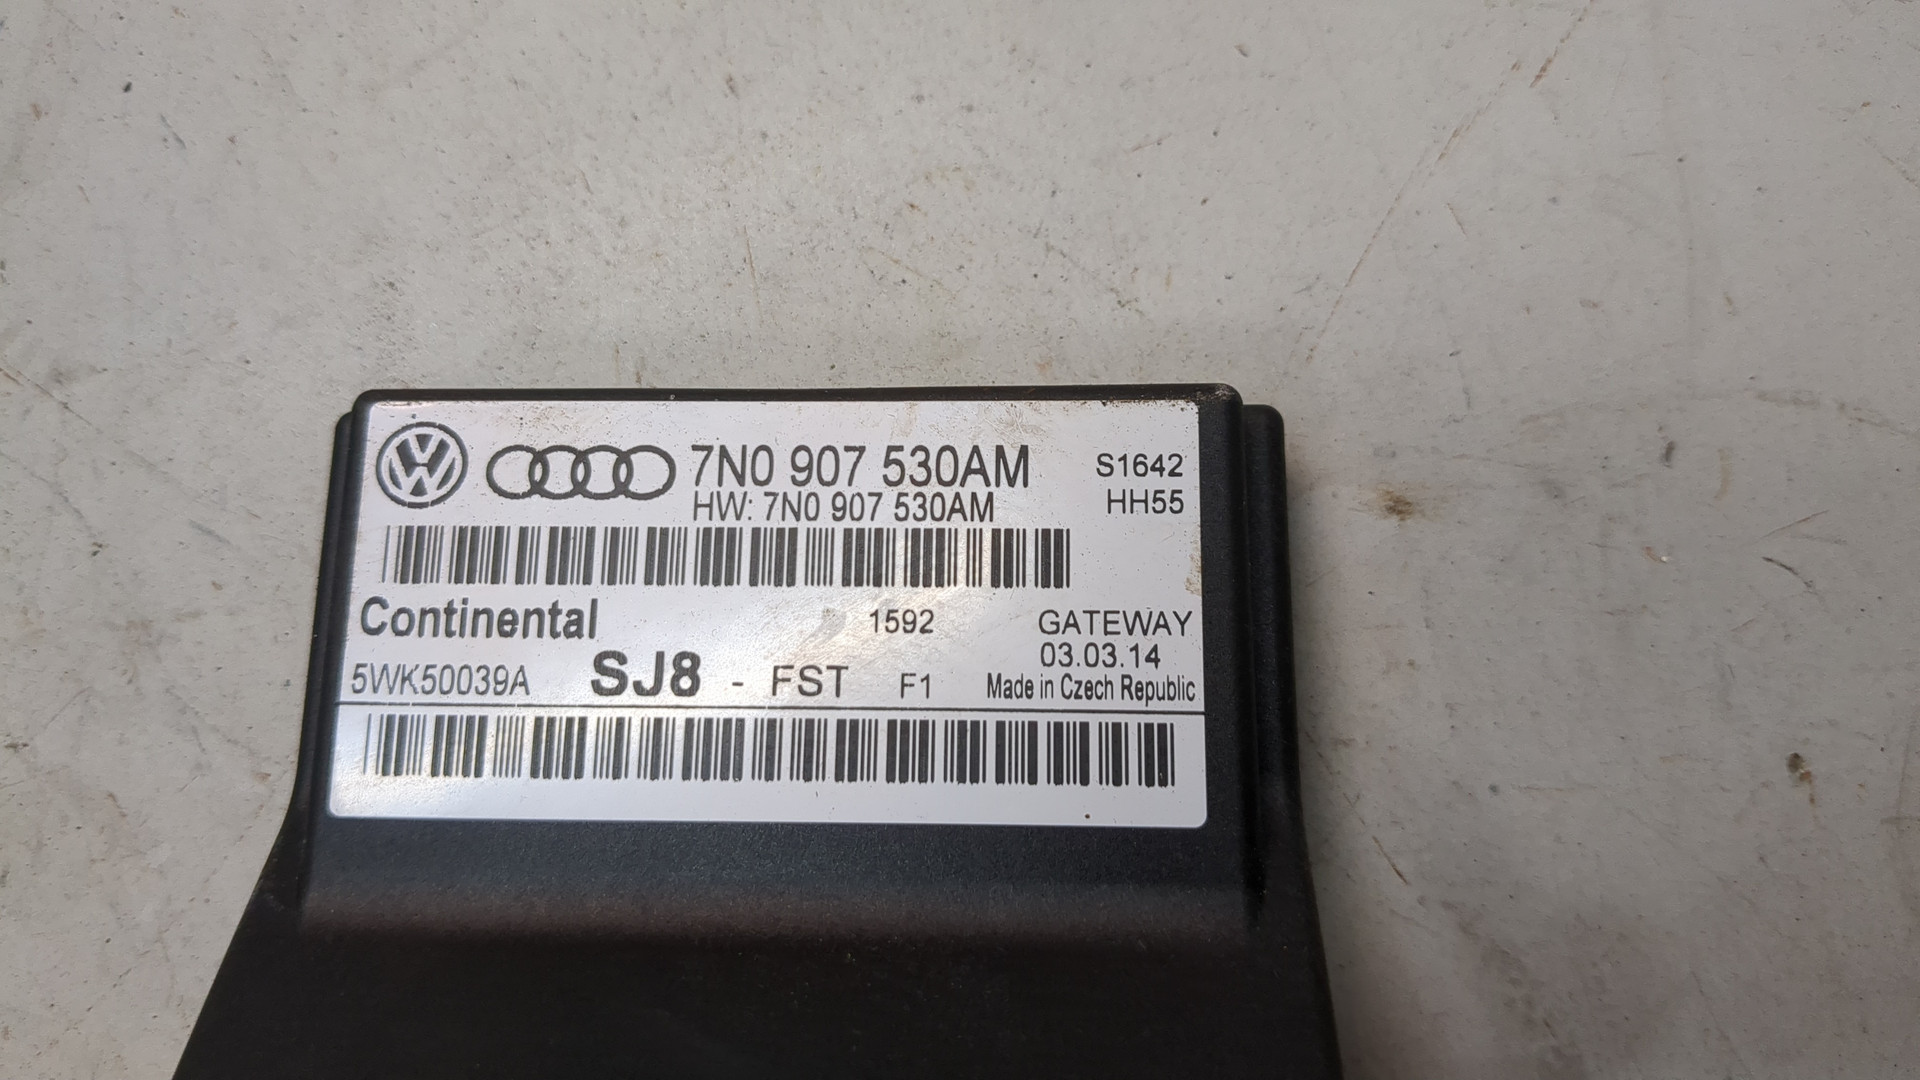 7N0 907 530AM
HW: 7N0 907 530AM
S1642
HH55
Continental
1592
GATEWAY
03.03.14
5WK50039A
SJ8 - FST F1
Made in Czech Republic